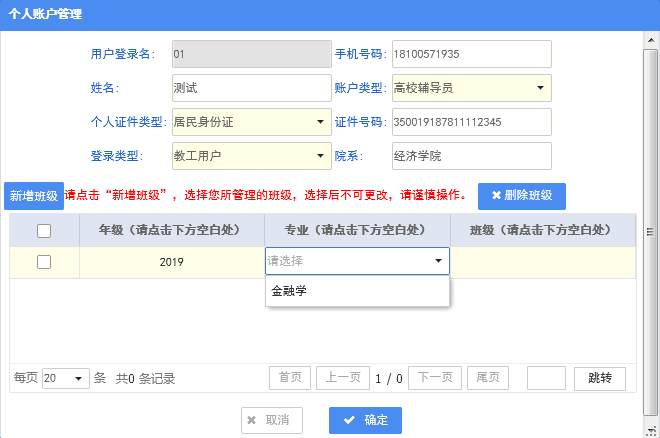 个人账户管理
用户登录名: 01 手机号码: 18100571935
姓名: 测试 账户类型: 高校辅导员
个人证件类型: 居民身份证 证件号码: 350019187811112345
登录类型: 教工用户 院系: 经济学院
新增班级 请点击“新增班级”，选择您所管理的班级，选择后不可更改，请谨慎操作。 删除班级
年级（请点击下方空白处） 专业（请点击下方空白处） 班级（请点击下方空白处）
2019 请选择
金融学
每页 20 条 共0 条记录 首页 上一页 1 / 0 下一页 尾页 跳转
取消 确定